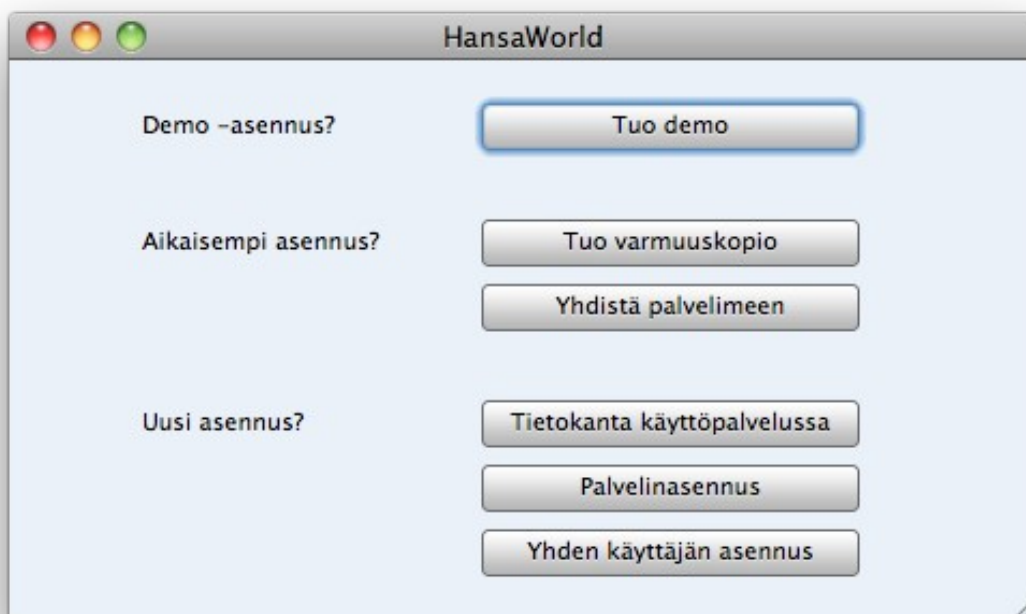 HansaWorld
Demo -asennus? Tuo demo
Aikaisempi asennus? Tuo varmuuskopio
Yhdistä palvelimeen
Uusi asennus? Tietokanta käyttöpalvelussa
Palvelinasennus
Yhden käyttäjän asennus